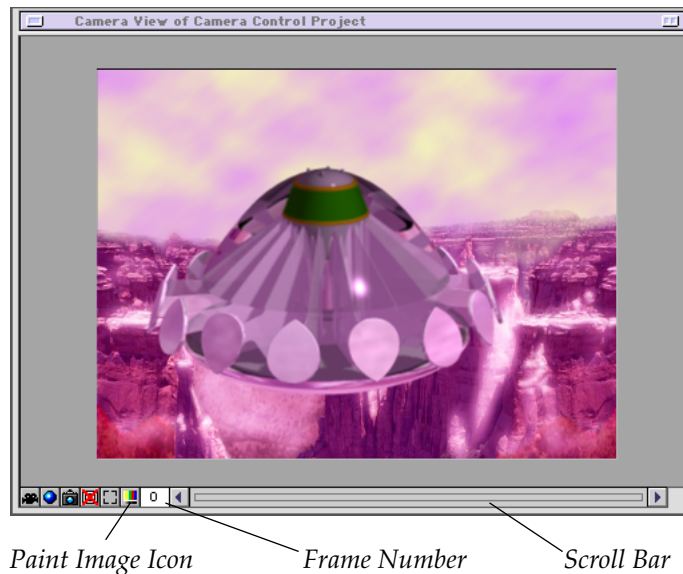 Camera View of Camera Control Project
0
Paint Image Icon
Frame Number
Scroll Bar